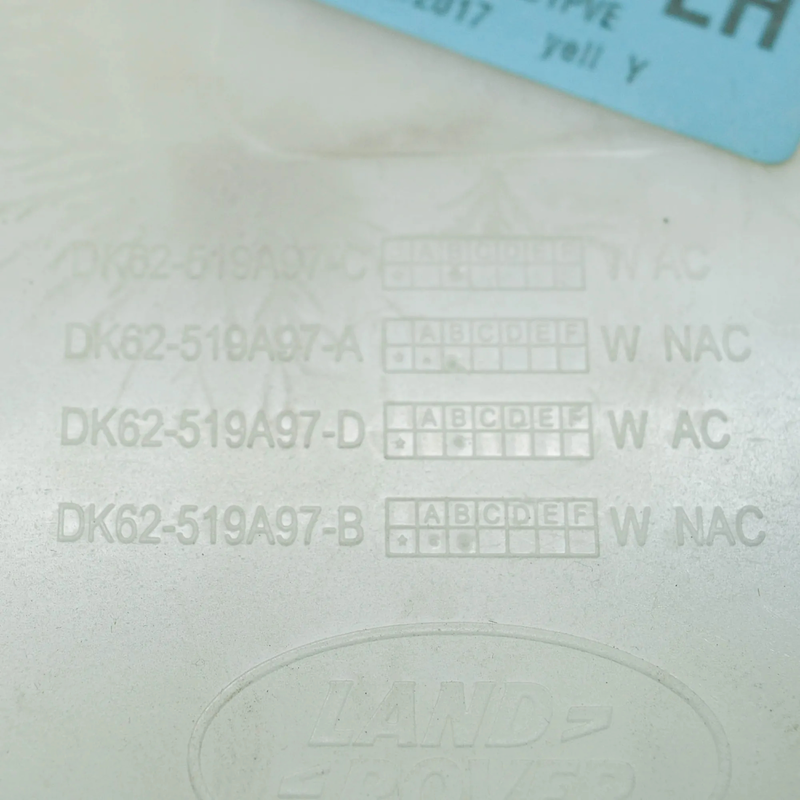 LH
yell Y
DK62-519A97-C ABCDEF W AC
DK62-519A97-A ABCDEF W NAC
DK62-519A97-D ABCDEF W AC
DK62-519A97-B ABCDEF W NAC
LAND
ROVER